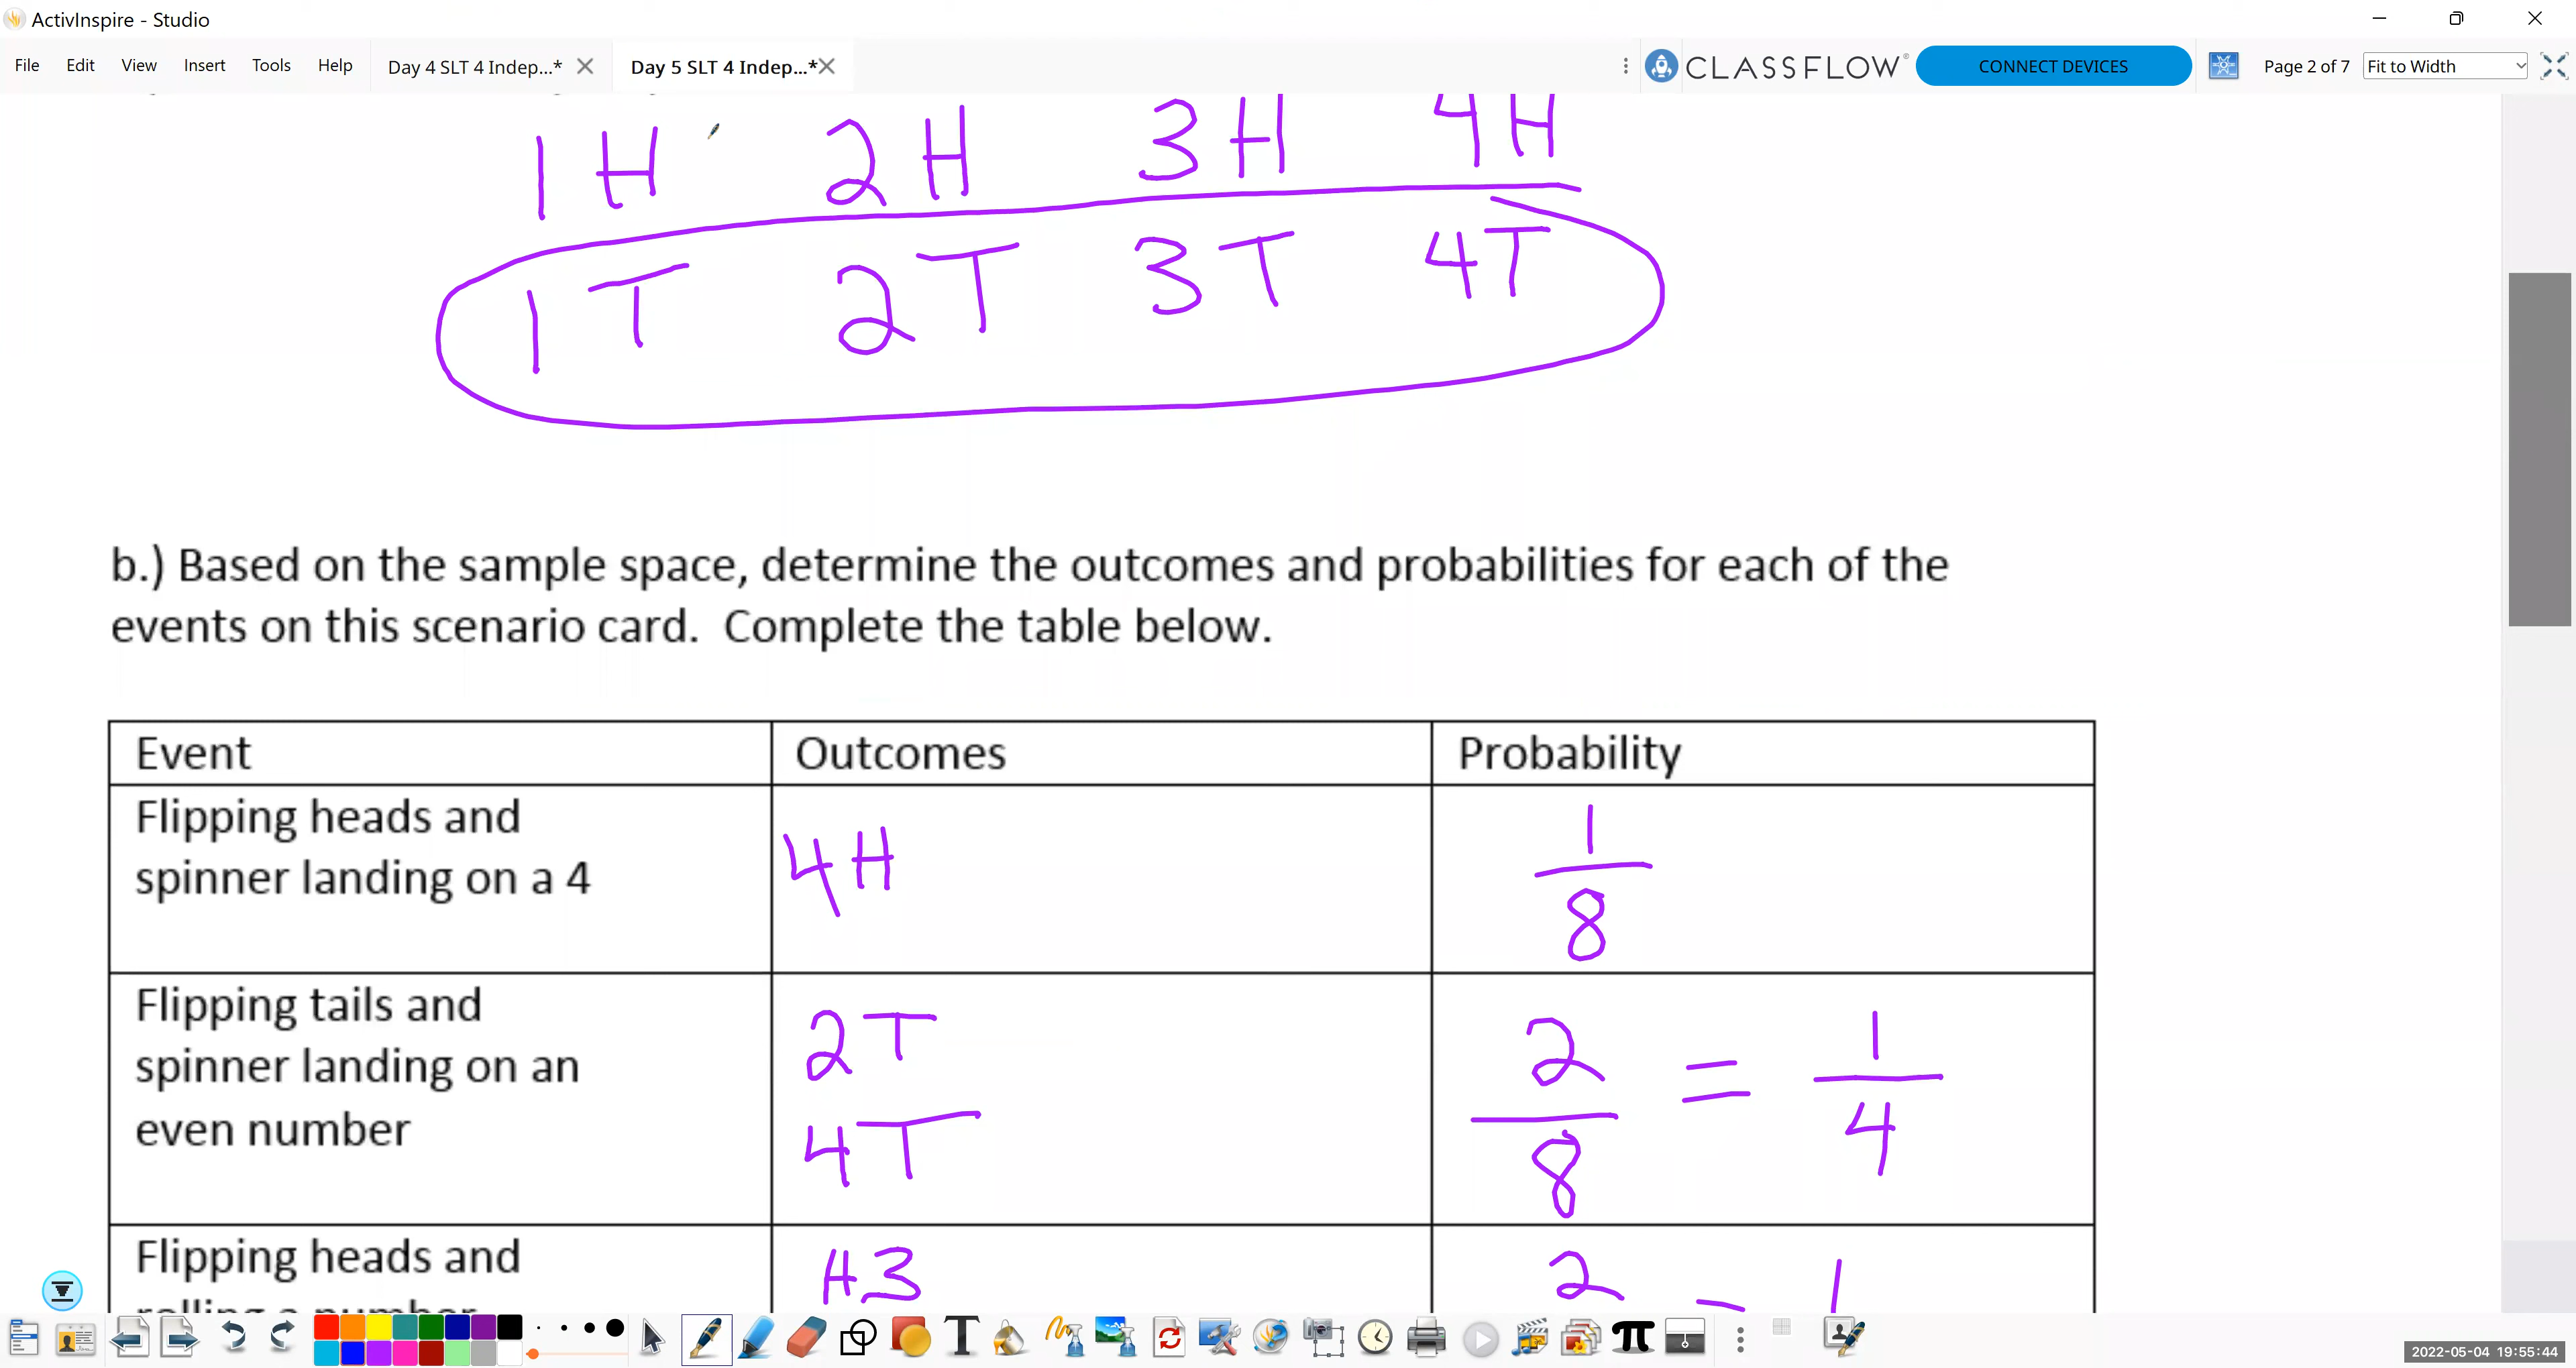 ActivInspire - Studio
File Edit View Insert Tools Help Day 4 SLT 4 Indep...* Day 5 SLT 4 Indep...* CLASSFLOW CONNECT DEVICES Page 2 of 7 Fit to Width
1H 2H 3H 4H
1T 2T 3T 4T
b.) Based on the sample space, determine the outcomes and probabilities for each of the
events on this scenario card. Complete the table below.
Event Outcomes Probability
Flipping heads and
spinner landing on a 4
4H
1/8
Flipping tails and
spinner landing on an
even number
2T
4T
2/8 = 1/4
Flipping heads and
H3
2 = 1
2022-05-04 19:55:44